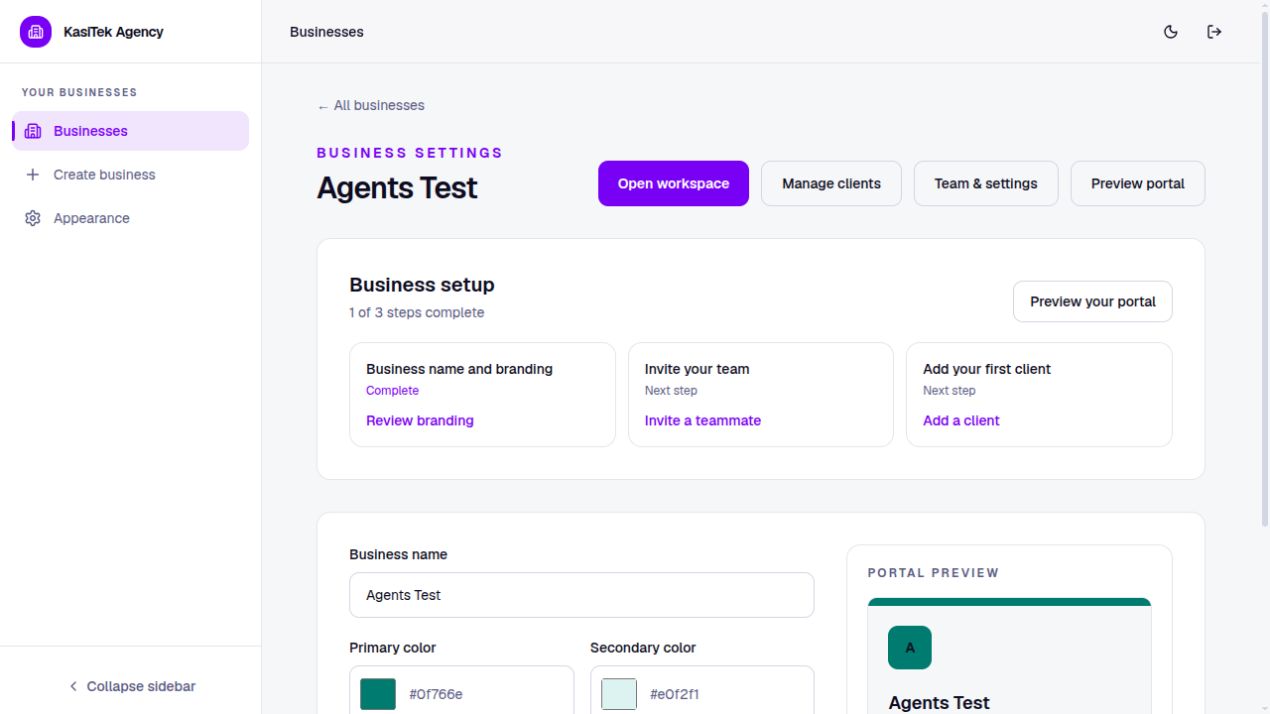 KasiTek Agency
Businesses
YOUR BUSINESSES
Businesses
Create business
Appearance
Collapse sidebar
← All businesses
BUSINESS SETTINGS
Agents Test
Open workspace
Manage clients
Team & settings
Preview portal
Business setup
1 of 3 steps complete
Preview your portal
Business name and branding
Complete
Review branding
Invite your team
Next step
Invite a teammate
Add your first client
Next step
Add a client
Business name
Agents Test
Primary color
#0f766e
Secondary color
#e0f2f1
PORTAL PREVIEW
A
Agents Test